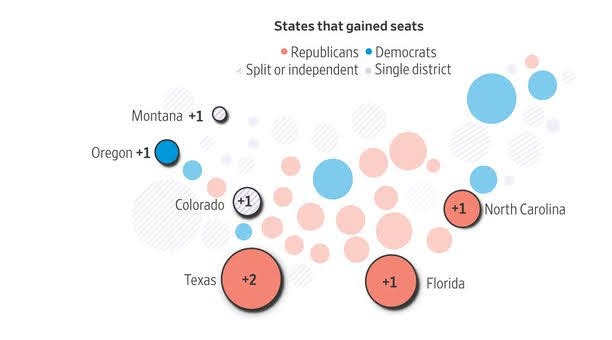 States that gained seats
Republicans Democrats
Split or independent Single district
Montana +1
Oregon +1
Colorado +1
+1 North Carolina
Texas +2
+1 Florida